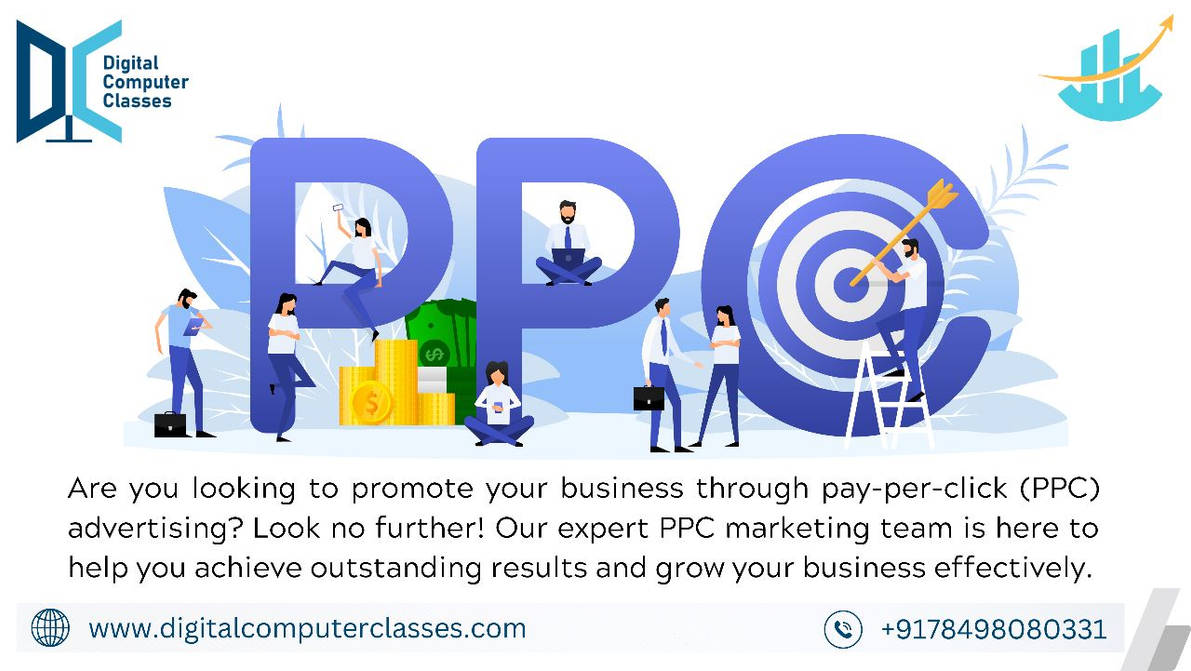 Digital
Computer
Classes
PPC
$
$
Are you looking to promote your business through pay-per-click (PPC)
advertising? Look no further! Our expert PPC marketing team is here to
help you achieve outstanding results and grow your business effectively.
www.digitalcomputerclasses.com
+9178498080331